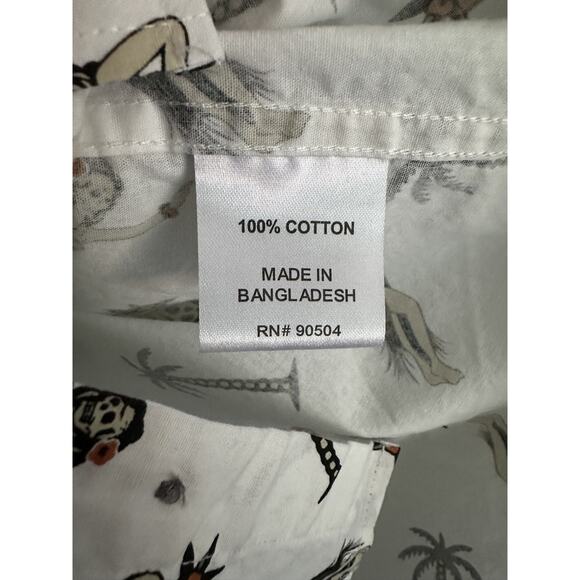 100% COTTON
MADE IN
BANGLADESH
RN# 90504